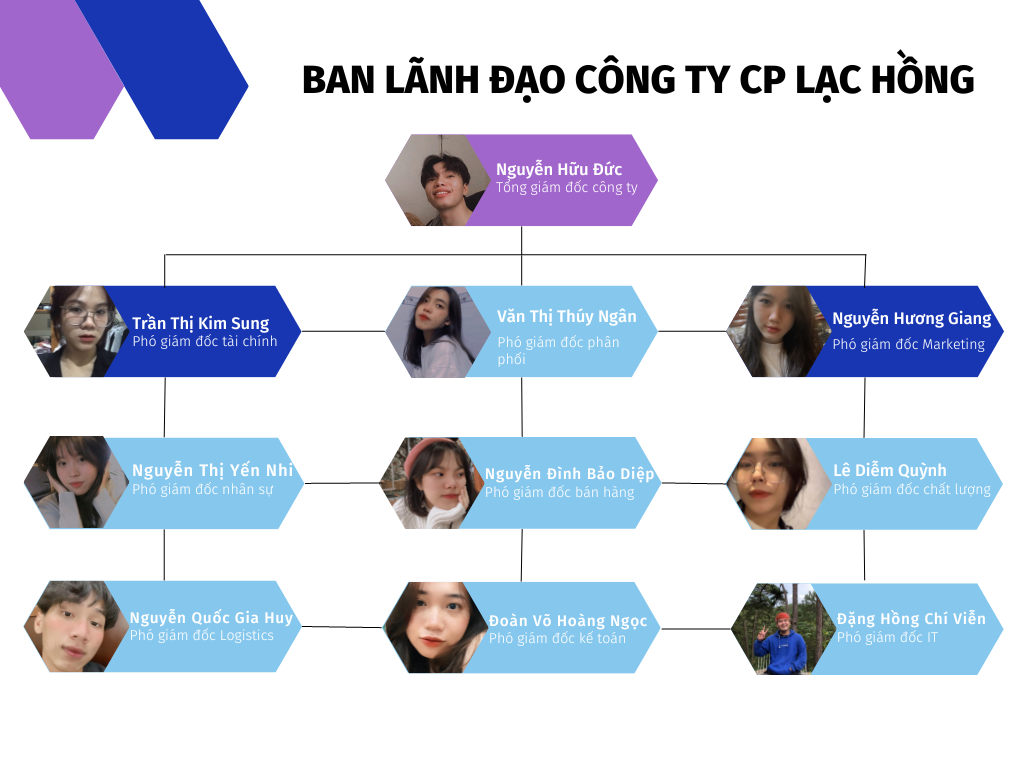 BAN LÃNH ĐẠO CÔNG TY CP LẠC HỒNG
Nguyễn Hữu Đức
Tổng giám đốc công ty
Trần Thị Kim Sung
Phó giám đốc tài chính
Văn Thị Thúy Ngân
Phó giám đốc phân
phối
Nguyễn Hương Giang
Phó giám đốc Marketing
Nguyễn Thị Yến Nhi
Phó giám đốc nhân sự
Nguyễn Đình Bảo Diệp
Phó giám đốc bán hàng
Lê Diễm Quỳnh
Phó giám đốc chất lượng
Nguyễn Quốc Gia Huy
Phó giám đốc Logistics
Đoàn Võ Hoàng Ngọc
Phó giám đốc kế toán
Đặng Hồng Chí Viễn
Phó giám đốc IT